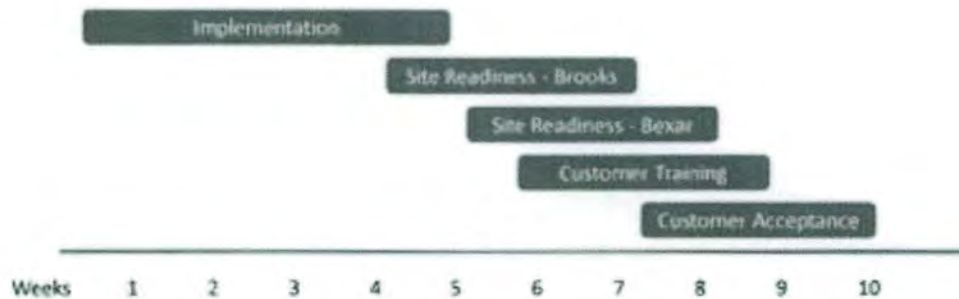 Implementation
Site Readiness - Brooks
Site Readiness - Bexar
Customer Training
Customer Acceptance
Weeks 1 2 3 4 5 6 7 8 9 10